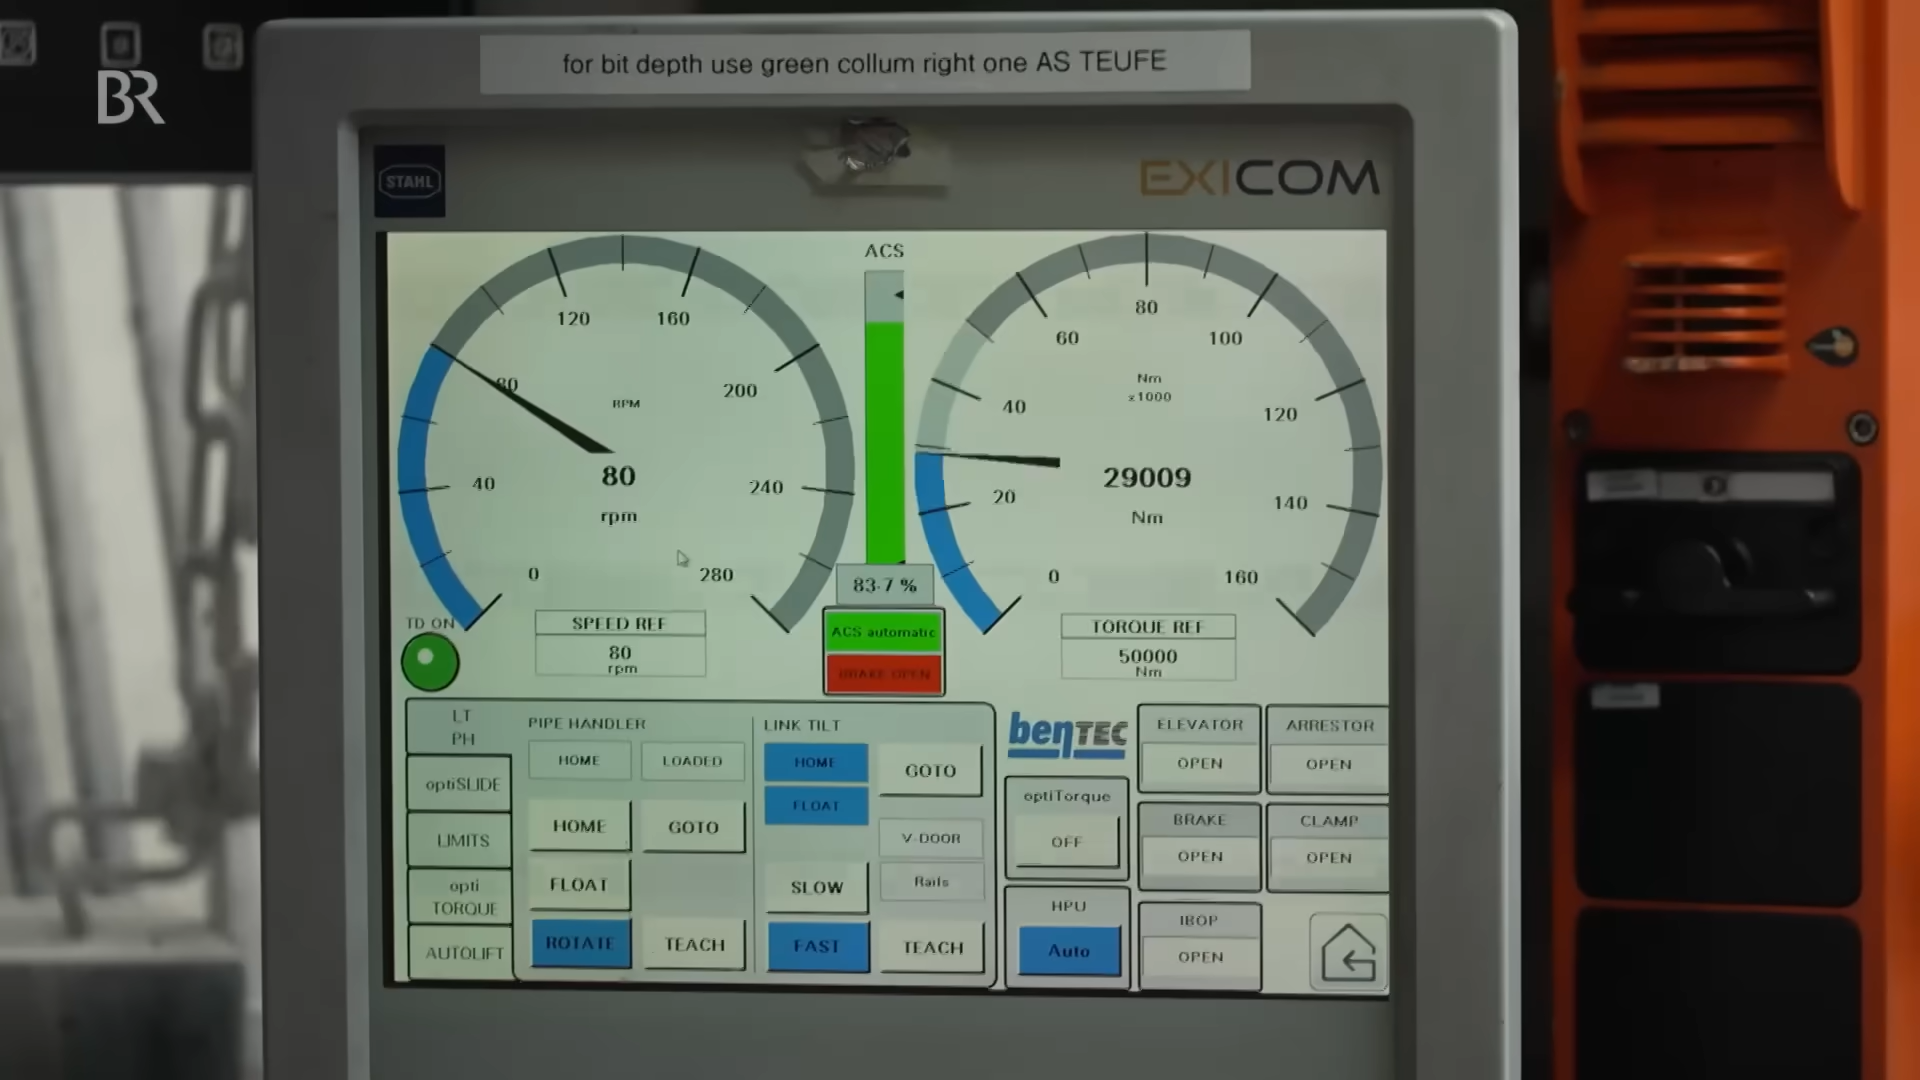 for bit depth use green collum right one AS TEUFE
BR
STAHL
EXICOM
ACS
120
160
80
200
RPM
80
rpm
40
240
0
280
60
80
100
Nm
x1000
40
120
29009
Nm
20
140
0
160
83.7 %
TD ON
SPEED REF
80
rpm
ACS automatic
BRAKE OPEN
TORQUE REF
50000
Nm
LT
PH
optiSLIDE
LIMITS
opti
TORQUE
AUTOLIFT
PIPE HANDLER
HOME
LOADED
HOME
GOTO
FLOAT
ROTATE
TEACH
LINK TILT
HOME
GOTO
FLOAT
V-DOOR
SLOW
Rails
FAST
TEACH
bentec
optiTorque
OFF
HPU
Auto
ELEVATOR
OPEN
ARRESTOR
OPEN
BRAKE
OPEN
CLAMP
OPEN
IBOP
OPEN